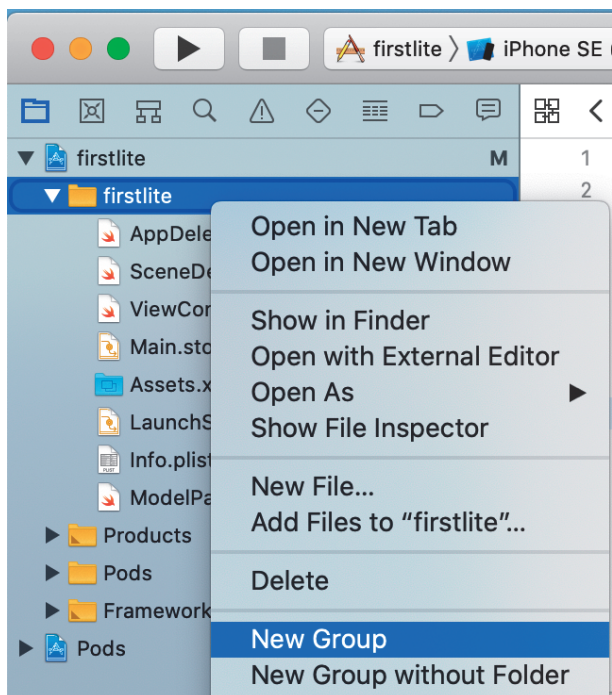 firstlite 〉 iPhone SE
firstlite M
firstlite
AppDele
SceneDe
ViewCor
Main.sto
Assets.x
LaunchS
Info.plist
ModelPa
Products
Pods
Framework
Pods
1
2
Open in New Tab
Open in New Window
Show in Finder
Open with External Editor
Open As
Show File Inspector
New File...
Add Files to “firstlite”...
Delete
New Group
New Group without Folder